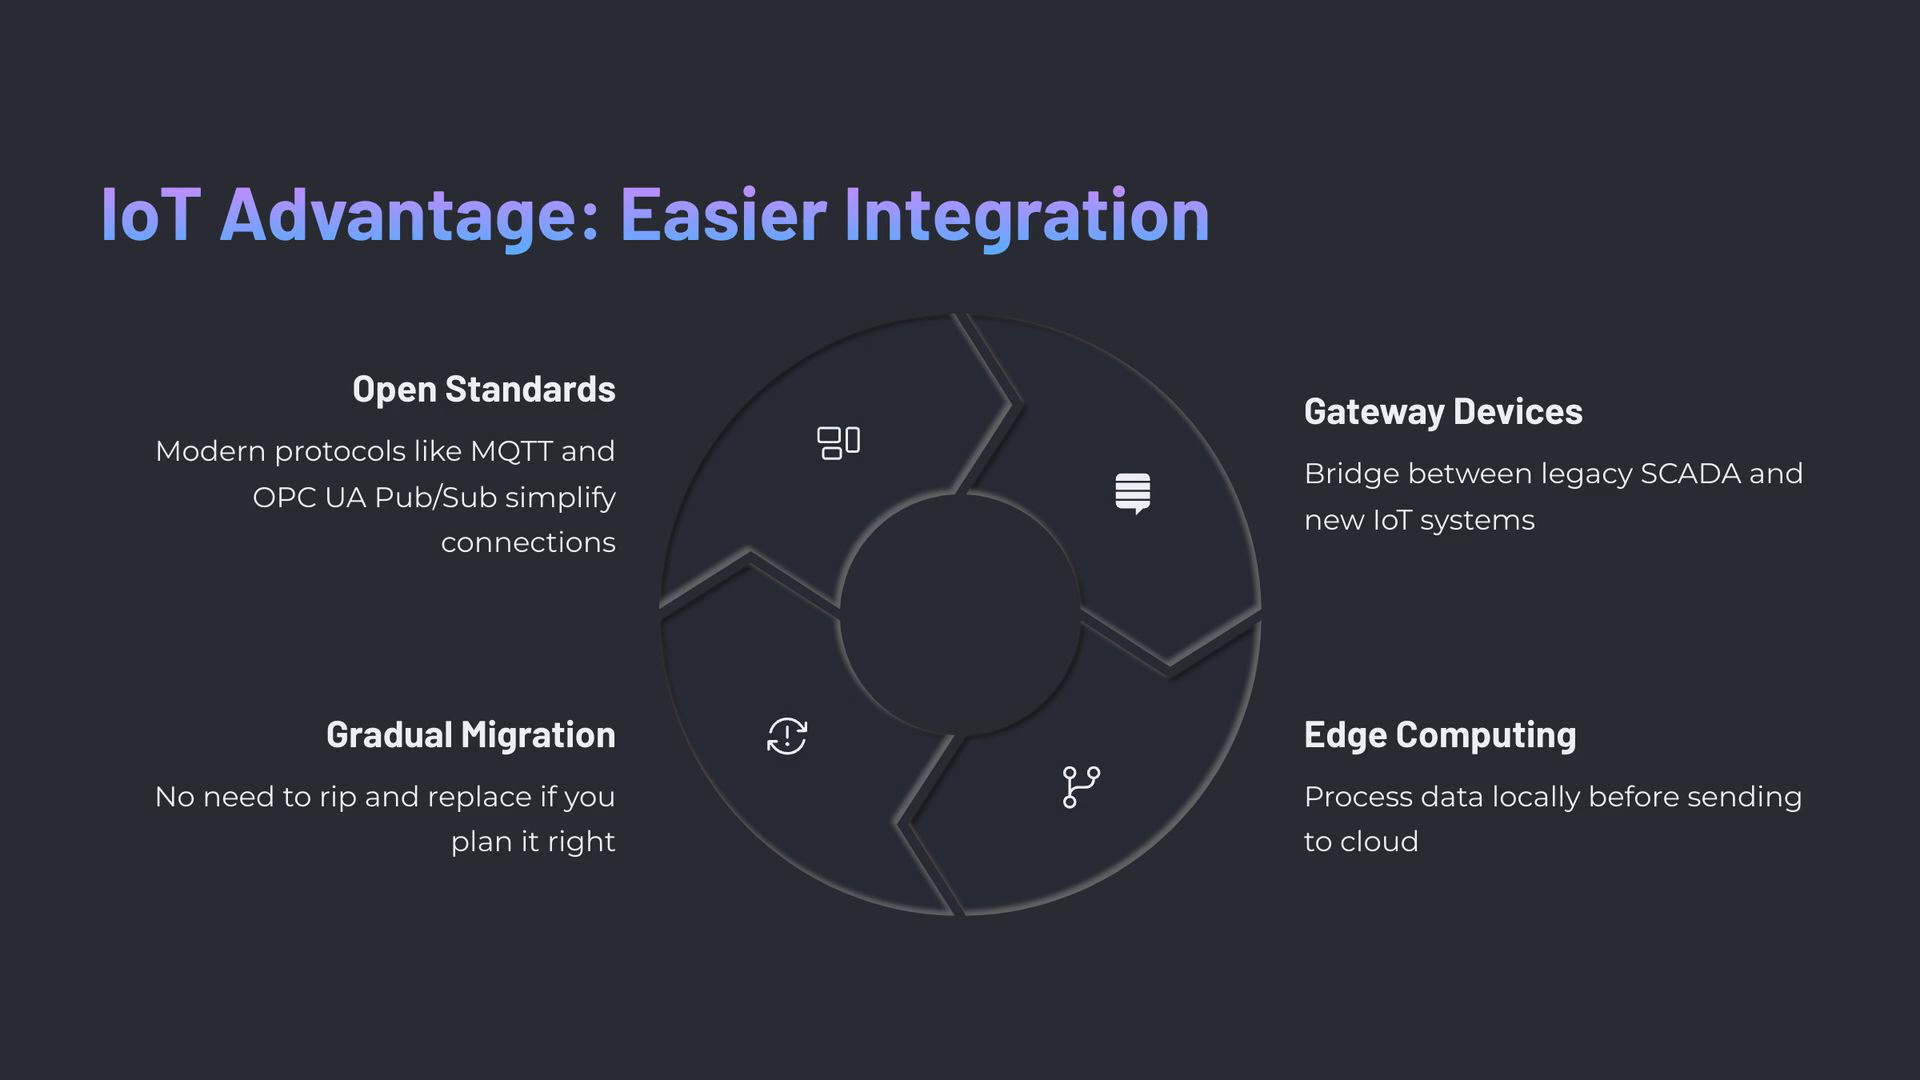 IoT Advantage: Easier Integration
Open Standards
Modern protocols like MQTT and
OPC UA Pub/Sub simplify
connections
Gateway Devices
Bridge between legacy SCADA and
new IoT systems
Gradual Migration
No need to rip and replace if you
plan it right
Edge Computing
Process data locally before sending
to cloud